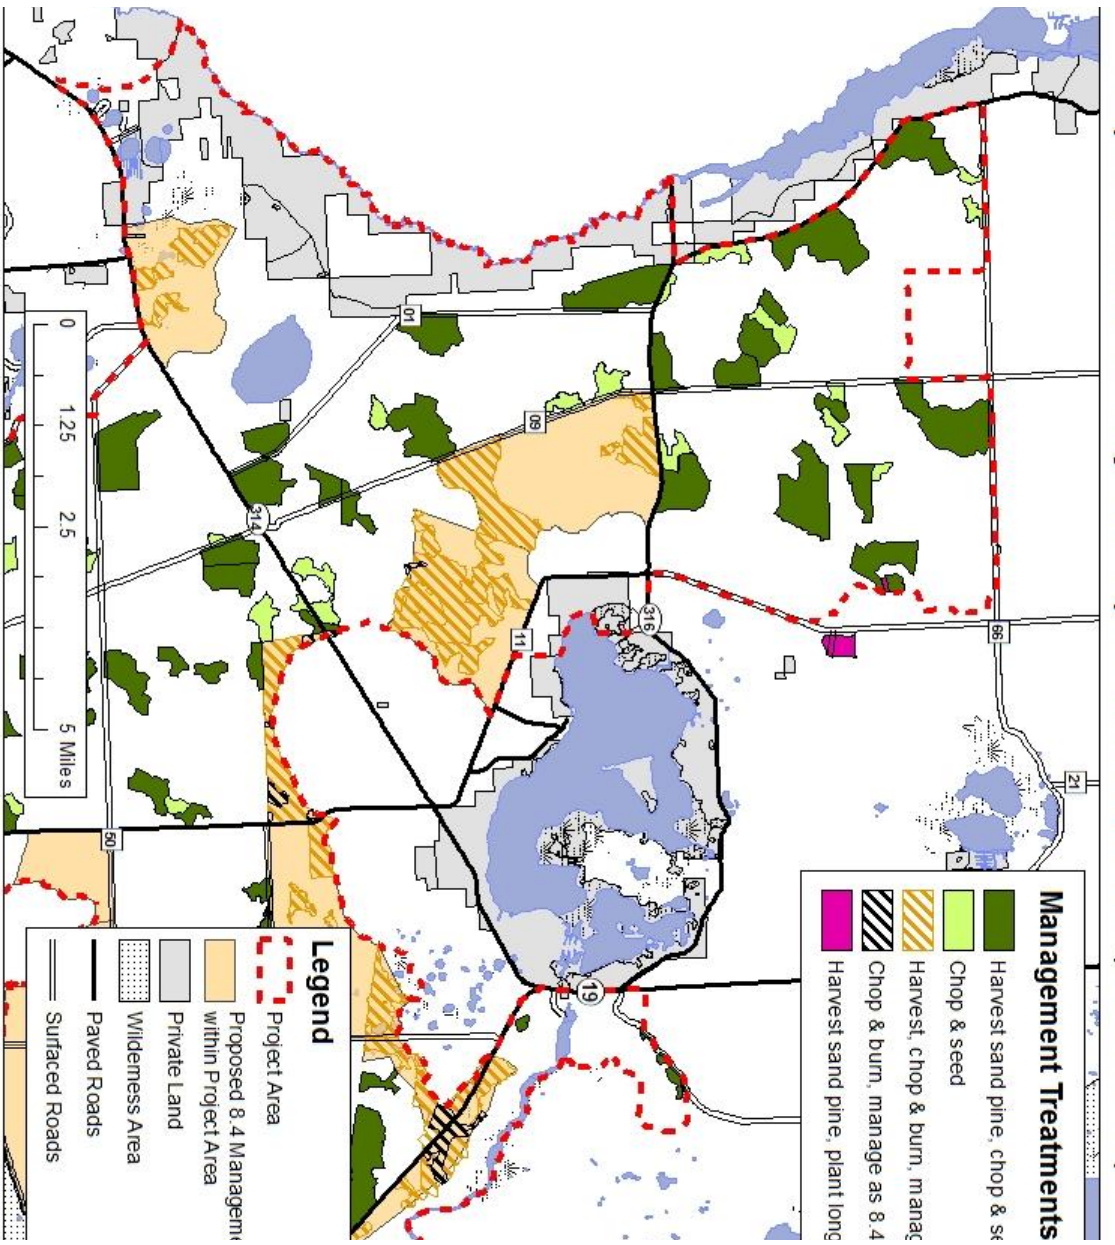 Management Treatments
Harvest sand pine, chop & se
Chop & seed
Harvest, chop & burn, manag
Chop & burn, manage as 8.4
Harvest sand pine, plant long
Legend
Project Area
Proposed 8.4 Manageme
within Project Area
Private Land
Wilderness Area
Paved Roads
Surfaced Roads
0 1.25 2.5 5 Miles
21
66
316
19
11
09
01
314
50